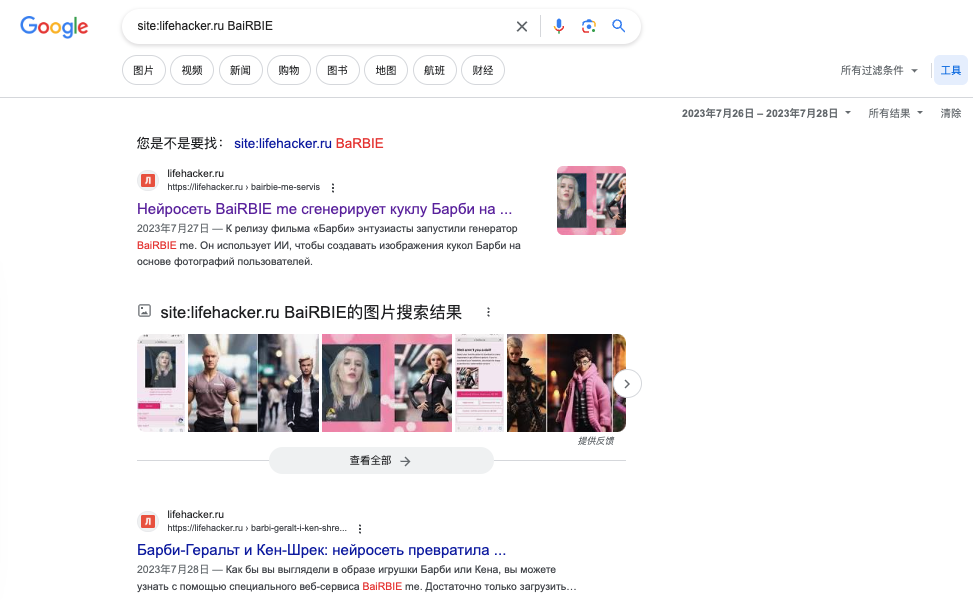 Google
site:lifehacker.ru BaiRBIE
图片
视频
新闻
购物
图书
地图
航班
财经
所有过滤条件
工具
2023年7月26日 – 2023年7月28日
所有结果
清除
您是不是要找： site:lifehacker.ru BaRBIE
Л
lifehacker.ru
https://lifehacker.ru › bairbie-me-servis
Нейросеть BaiRBIE me сгенерирует куклу Барби на ...
2023年7月27日 — К релизу фильма «Барби» энтузиасты запустили генератор
BaiRBIE me. Он использует ИИ, чтобы создавать изображения кукол Барби на
основе фотографий пользователей.
site:lifehacker.ru BaiRBIE的图片搜索结果
提供反馈
查看全部
Л
lifehacker.ru
https://lifehacker.ru › barbi-geralt-i-ken-shre...
Барби-Геральт и Кен-Шрек: нейросеть превратила ...
2023年7月28日 — Как бы вы выглядели в образе игрушки Барби или Кена, вы можете
узнать с помощью специального веб-сервиса BaiRBIE me. Достаточно только загрузить…